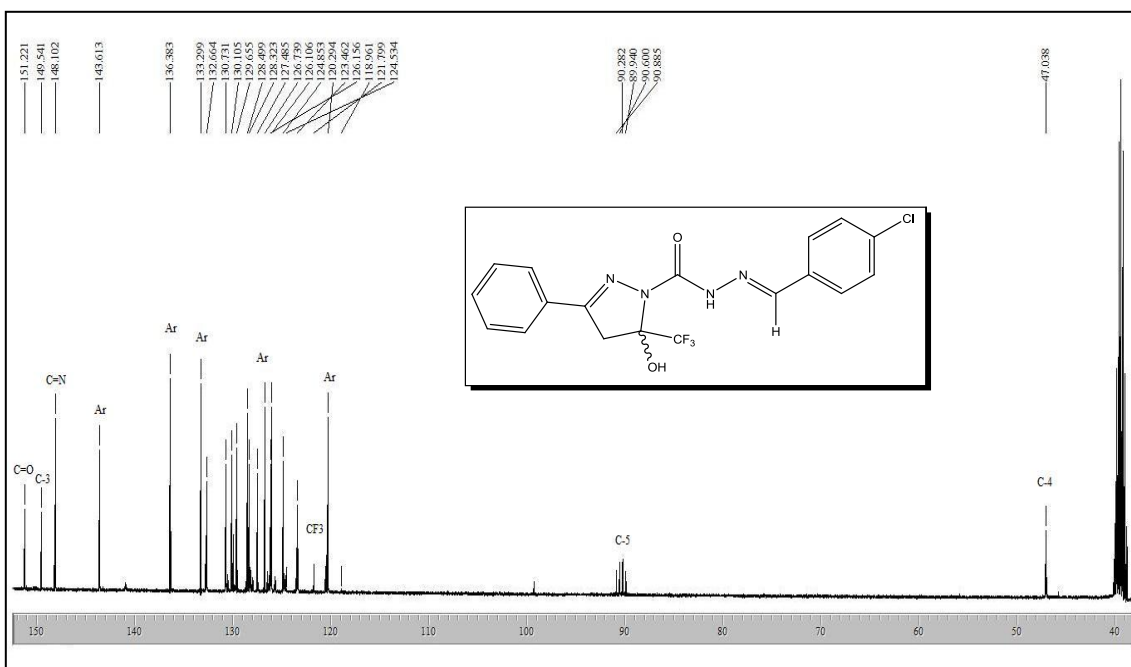 151.221
149.541
148.102
143.613
136.383
133.299
132.664
130.731
130.105
129.655
128.499
128.323
127.485
126.739
126.106
124.853
120.294
123.462
126.156
118.961
121.799
124.534
90.282
89.940
90.600
90.885
47.038
C=O
C-3
C=N
Ar
Ar
Ar
Ar
CF3
Ar
C-5
C-4
Cl
O
N
N
N
N
H
H
CF3
OH
150 140 130 120 110 100 90 80 70 60 50 40